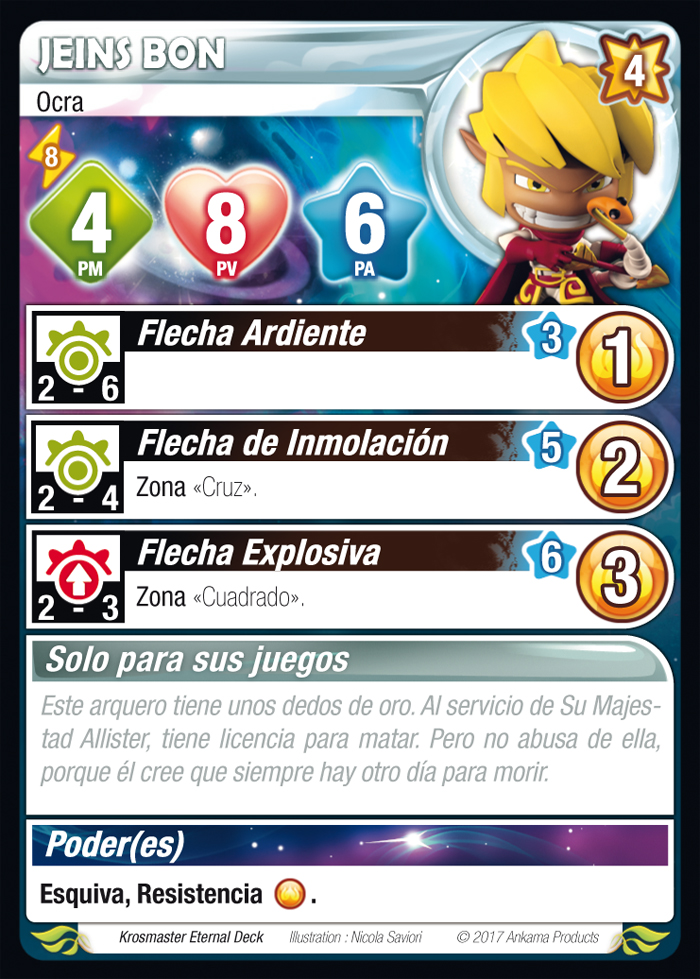 JEINS BON
4
Ocra
8
4
PM
8
PV
6
PA
Flecha Ardiente
3
1
2 - 6
Flecha de Inmolación
5
2
2 - 4
Zona «Cruz».
Flecha Explosiva
6
3
2 - 3
Zona «Cuadrado».
Solo para sus juegos
Este arquero tiene unos dedos de oro. Al servicio de Su Majes-
tad Allister, tiene licencia para matar. Pero no abusa de ella,
porque él cree que siempre hay otro día para morir.
Poder(es)
Esquiva, Resistencia .
Krosmaster Eternal Deck Illustration : Nicola Saviori © 2017 Ankama Products